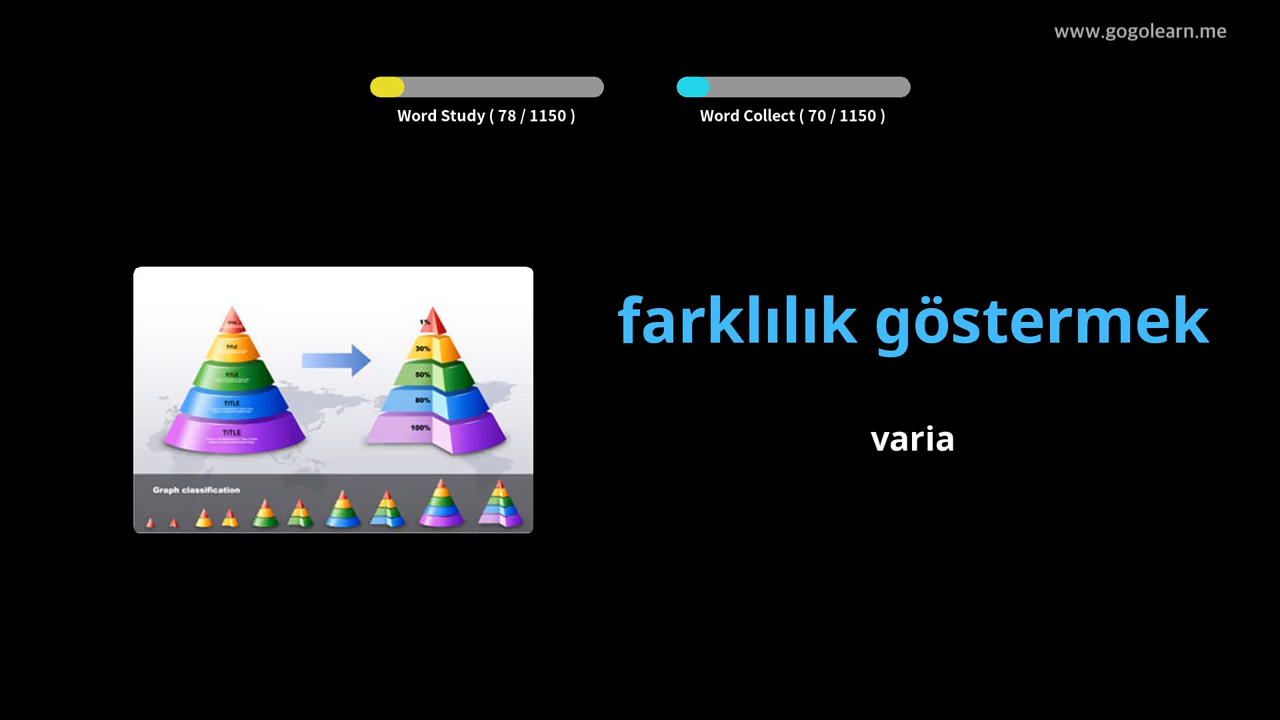 www.gogolearn.me
Word Study ( 78 / 1150 )
Word Collect ( 70 / 1150 )
farklılık göstermek
varia
TITLE
TITLE
TITLE
TITLE
1%
30%
50%
80%
100%
Graph classification